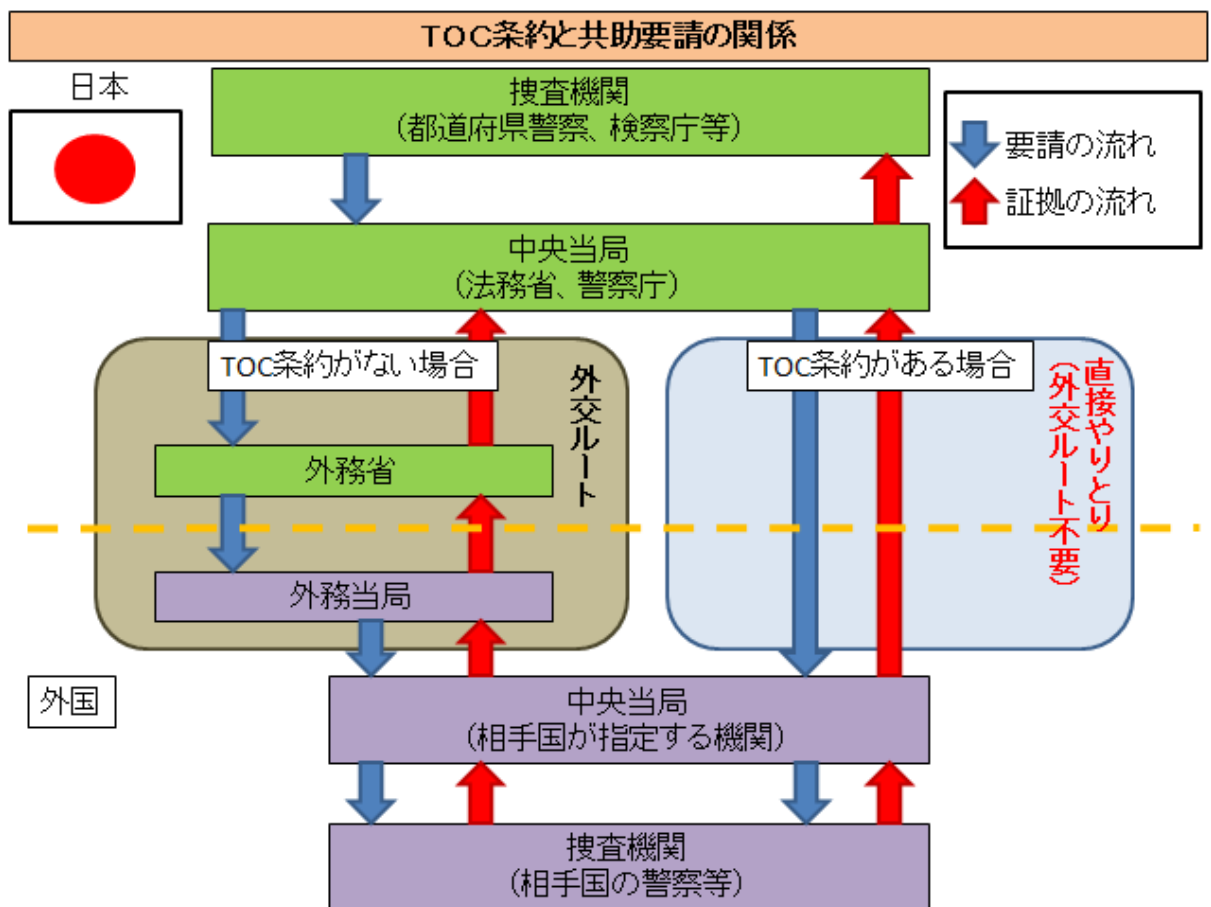 TOC条約と共助要請の関係
日本
捜査機関
（都道府県警察、検察庁等）
要請の流れ
証拠の流れ
中央当局
（法務省、警察庁）
TOC条約がない場合
外交ルート
TOC条約がある場合
直接やりとり
（外交ルート不要）
外務省
外務当局
外国
中央当局
（相手国が指定する機関）
捜査機関
（相手国の警察等）